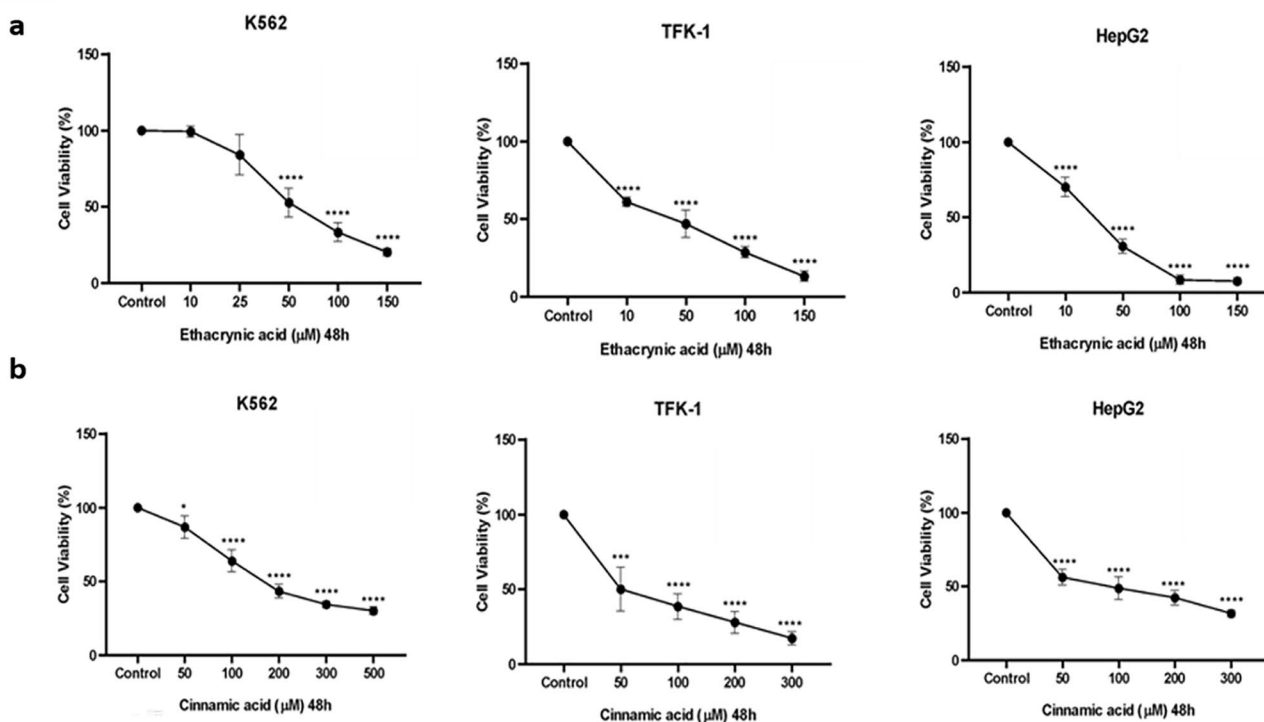 a
K562
150
100
50
0
Cell Viability (%)
****
****
****
Control 10 25 50 100 150
Ethacrynic acid (μM) 48h
TFK-1
150
100
50
0
Cell Viability (%)
****
****
****
****
Control 10 50 100 150
Ethacrynic acid (μM) 48h
HepG2
150
100
50
0
Cell Viability (%)
****
****
****
****
Control 10 50 100 150
Ethacrynic acid (μM) 48h
b
K562
150
100
50
0
Cell Viability (%)
*
****
****
****
****
Control 50 100 200 300 500
Cinnamic acid (μM) 48h
TFK-1
150
100
50
0
Cell Viability (%)
***
****
****
****
Control 50 100 200 300
Cinnamic acid (μM) 48h
HepG2
150
100
50
0
Cell Viability (%)
****
****
****
****
Control 50 100 200 300
Cinnamic acid (μM) 48h